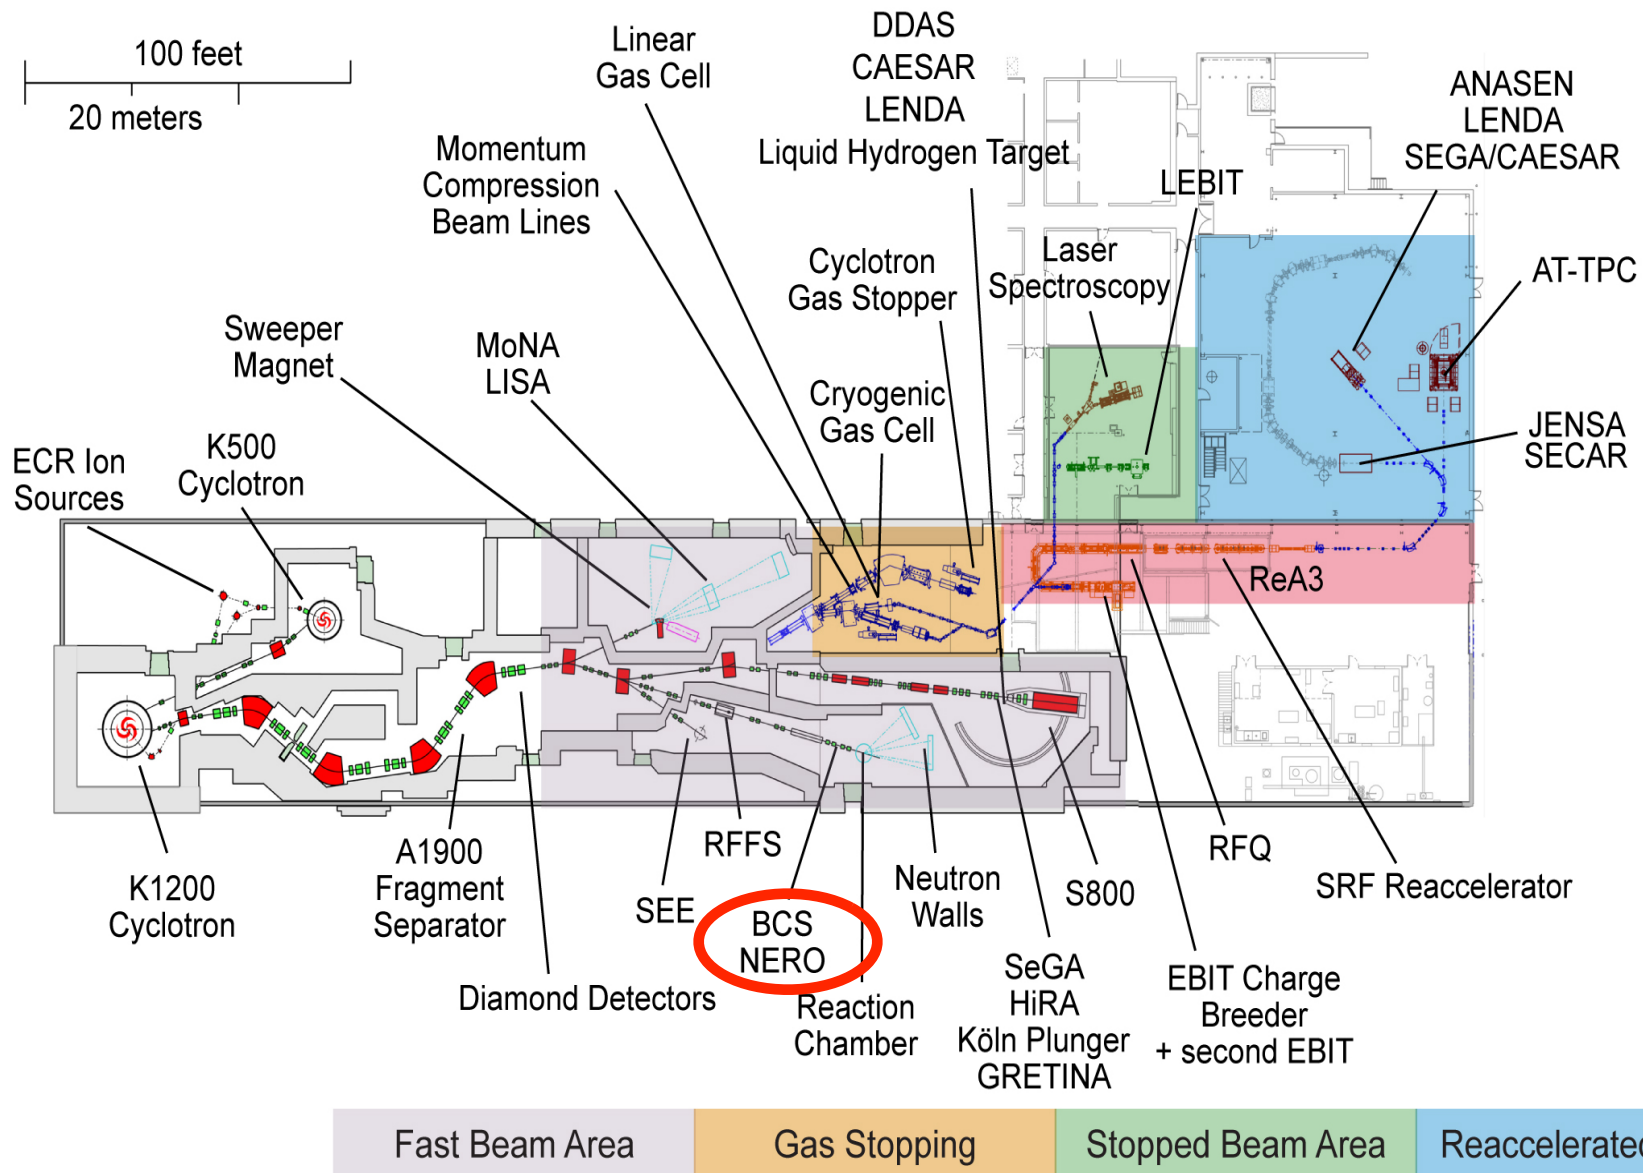 100 feet
20 meters
Linear
Gas Cell
DDAS
CAESAR
LENDA
Liquid Hydrogen Target
ANASEN
LENDA
SEGA/CAESAR
Momentum
Compression
Beam Lines
LEBIT
Cyclotron
Gas Stopper
Laser
Spectroscopy
AT-TPC
Sweeper
Magnet
MoNA
LISA
Cryogenic
Gas Cell
JENSA
SECAR
ECR Ion
Sources
K500
Cyclotron
ReA3
K1200
Cyclotron
A1900
Fragment
Separator
Diamond Detectors
SEE
RFFS
BCS
NERO
Reaction
Chamber
Neutron
Walls
S800
SeGA
HiRA
Köln Plunger
GRETINA
RFQ
SRF Reaccelerator
EBIT Charge
Breeder
+ second EBIT
Fast Beam Area
Gas Stopping
Stopped Beam Area
Reaccelerated